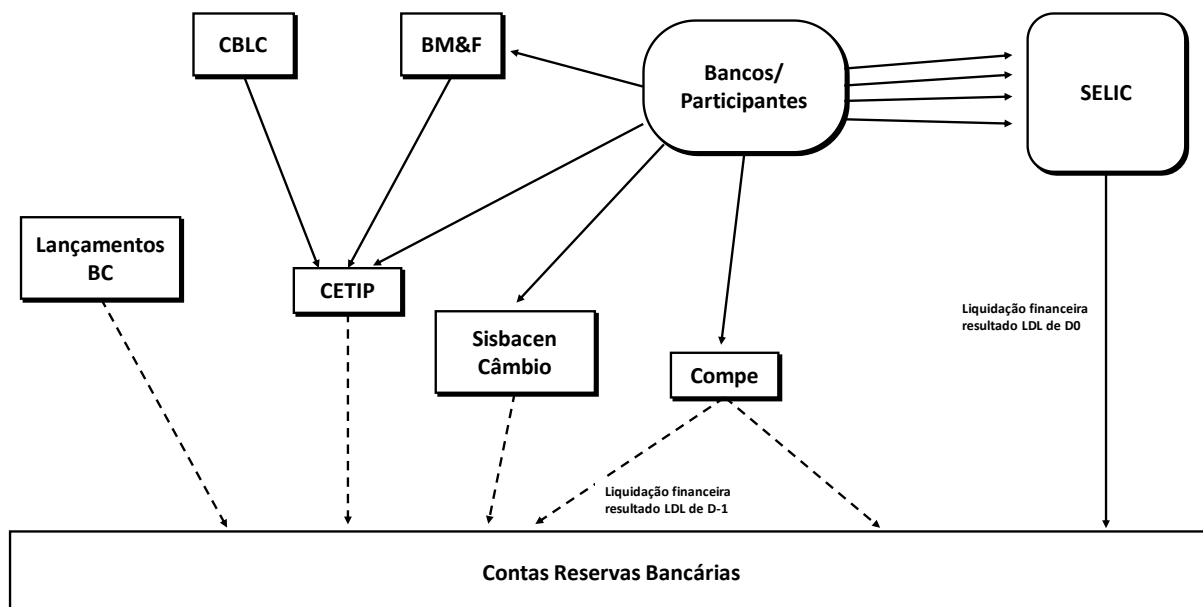 CBLC
BM&F
Bancos/
Participantes
SELIC
Lançamentos
BC
CETIP
Sisbacen
Câmbio
Compe
Liquidação financeira
resultado LDL de D0
Liquidação financeira
resultado LDL de D-1
Contas Reservas Bancárias